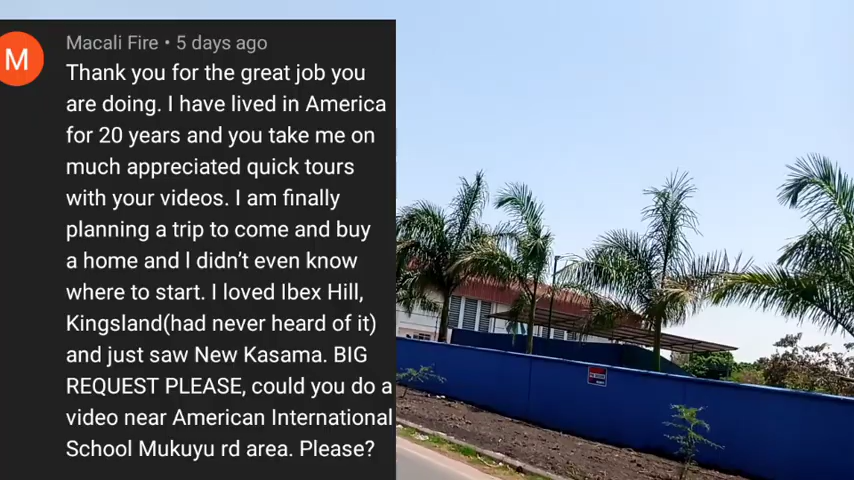 Macali Fire • 5 days ago
M
Thank you for the great job you
are doing. I have lived in America
for 20 years and you take me on
much appreciated quick tours
with your videos. I am finally
planning a trip to come and buy
a home and I didn't even know
where to start. I loved Ibex Hill,
Kingsland(had never heard of it)
and just saw New Kasama. BIG
REQUEST PLEASE, could you do a
video near American International
School Mukuyu rd area. Please?